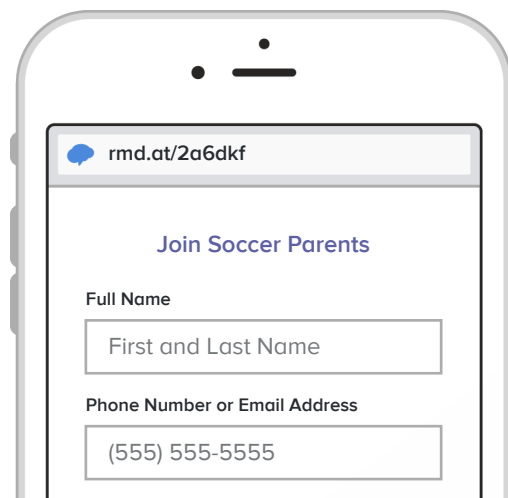 rmd.at/2a6dkf
Join Soccer Parents
Full Name
First and Last Name
Phone Number or Email Address
(555) 555-5555